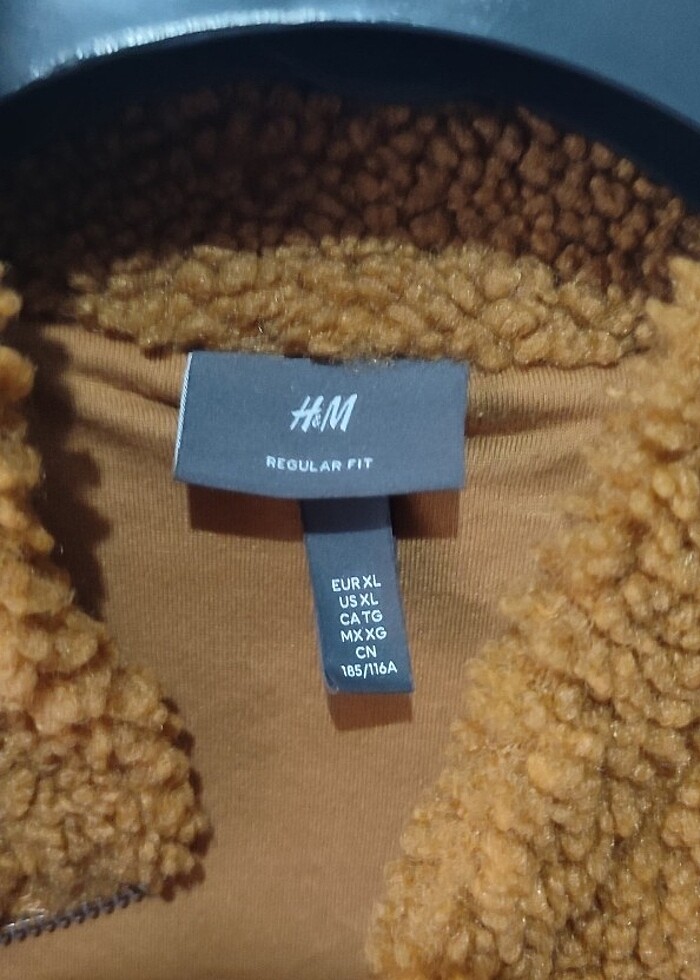 H&M
REGULAR FIT
EUR XL
US XL
CA TG
MX XG
CN
185/116A